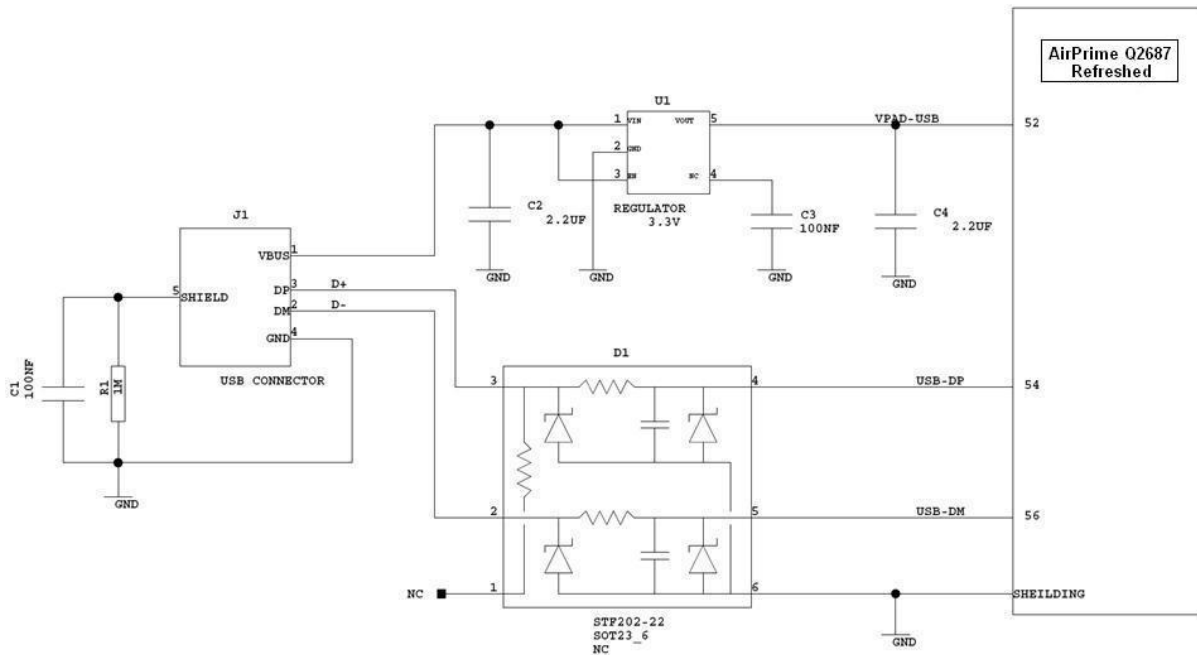 AirPrime Q2687
Refreshed
U1
1 VIN VOUT 5 VPAD-USB 52
2 GND
3 EN NC 4
REGULATOR
3.3V
C2
2.2UF
C3
100NF
C4
2.2UF
GND GND GND GND
J1
VBUS 1
DP 3 D+
DM 2 D-
GND 4
5 SHIELD
USB CONNECTOR
C1
100NF
R1
1M
GND
D1
3 4 USB-DP 54
2 5 USB-DM 56
NC 1 6 SHEILDING
GND
STF202-22
SOT23_6
NC